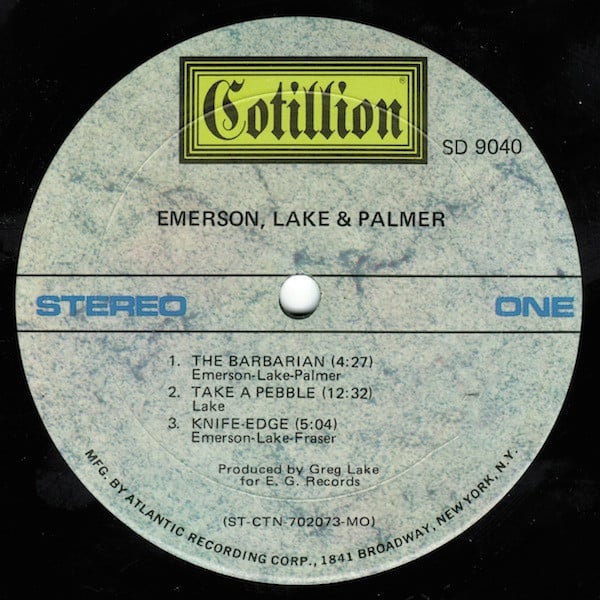 Cotillion®
SD 9040
EMERSON, LAKE & PALMER
STEREO
ONE
1. THE BARBARIAN (4:27)
Emerson-Lake-Palmer
2. TAKE A PEBBLE (12:32)
Lake
3. KNIFE-EDGE (5:04)
Emerson-Lake-Fraser
Produced by Greg Lake
for E. G. Records
(ST-CTN 702073-MO)
MFG. BY ATLANTIC RECORDING CORP., 1841 BROADWAY, NEW YORK, N.Y.